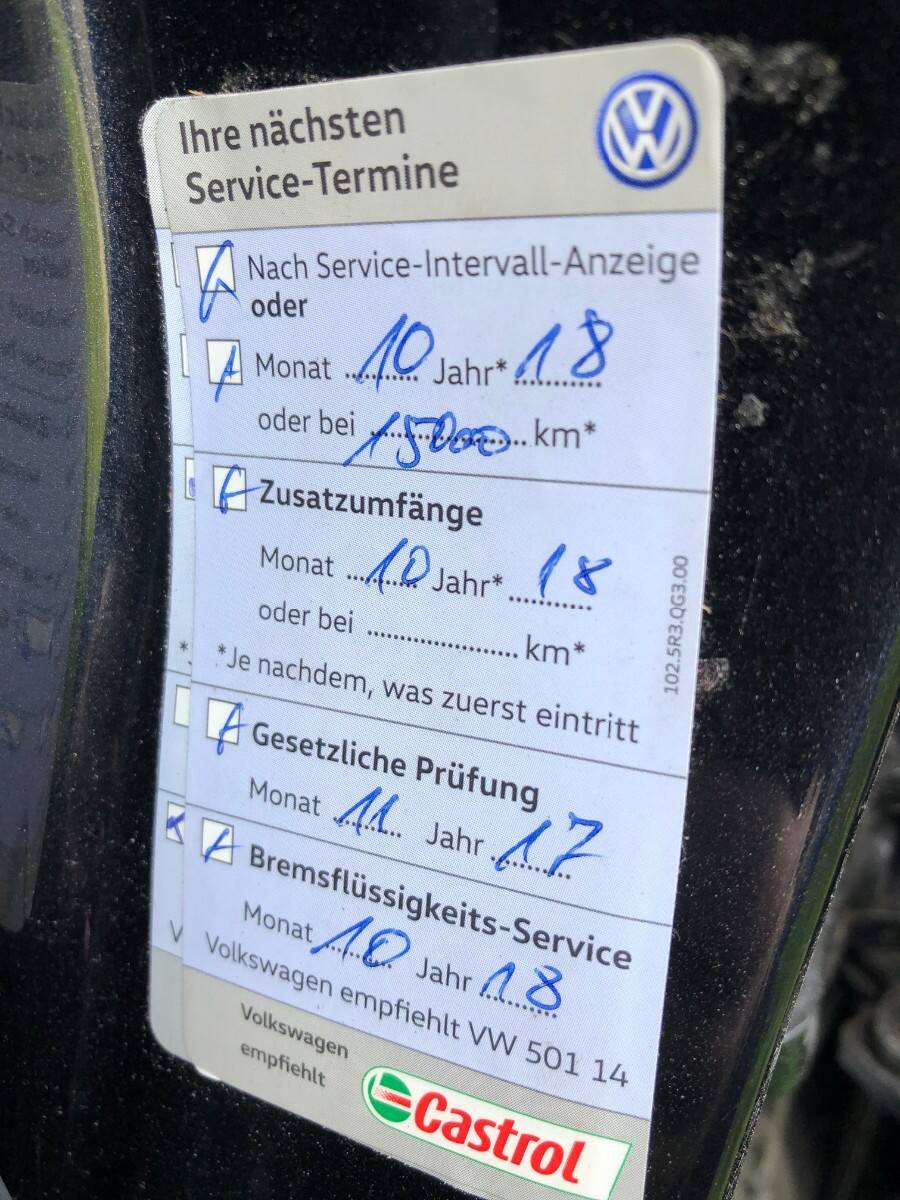 Ihre nächsten
Service-Termine
Nach Service-Intervall-Anzeige
oder
Monat 10 Jahr* 18
oder bei 15000 km*
Zusatzumfänge
Monat 10 Jahr* 18
oder bei ................ km*
*Je nachdem, was zuerst eintritt
102.5R3.QG3.00
Gesetzliche Prüfung
Monat 11 Jahr 17
Bremsflüssigkeits-Service
Monat 10 Jahr 18
Volkswagen empfiehlt VW 501 14
Volkswagen
empfiehlt
Castrol